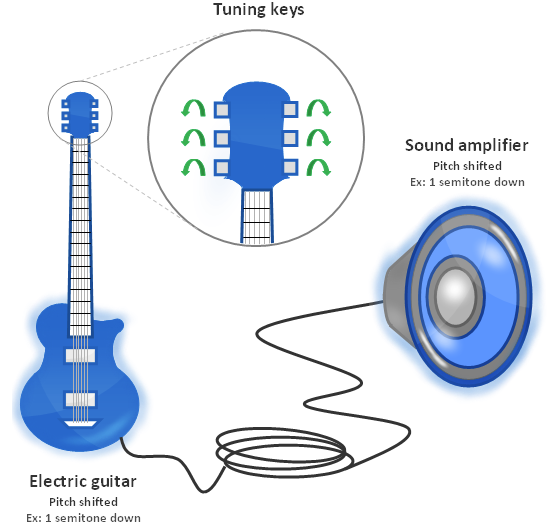 Tuning keys
Sound amplifier
Pitch shifted
Ex: 1 semitone down
Electric guitar
Pitch shifted
Ex: 1 semitone down